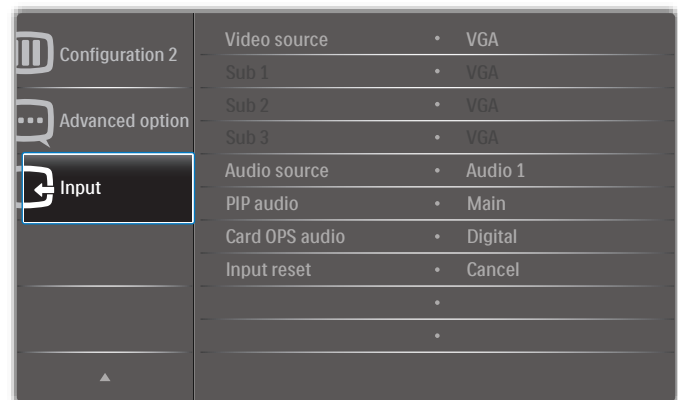 Configuration 2
Advanced option
Input
Video source • VGA
Sub 1 • VGA
Sub 2 • VGA
Sub 3 • VGA
Audio source • Audio 1
PIP audio • Main
Card OPS audio • Digital
Input reset • Cancel